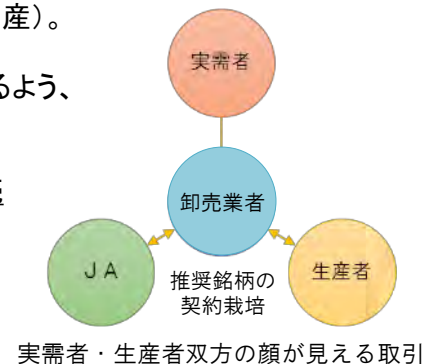 産）。
実需者
るよう、
卸売業者
ＪＡ
推奨銘柄の
契約栽培
生産者
実需者・生産者双方の顔が見える取引